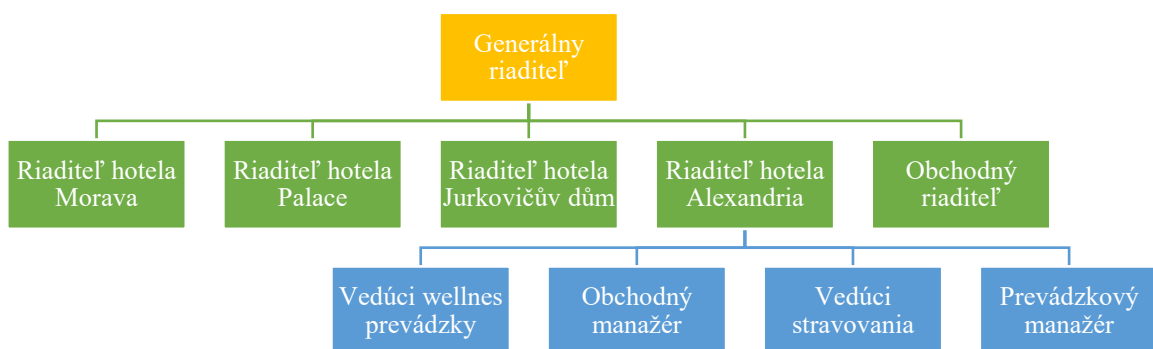 Generálny
riaditeľ
Riaditeľ hotela
Morava
Riaditeľ hotela
Palace
Riaditeľ hotela
Jurkovičův dům
Riaditeľ hotela
Alexandria
Obchodný
riaditeľ
Vedúci wellnes
prevádzky
Obchodný
manažér
Vedúci
stravovania
Prevádzkový
manažér